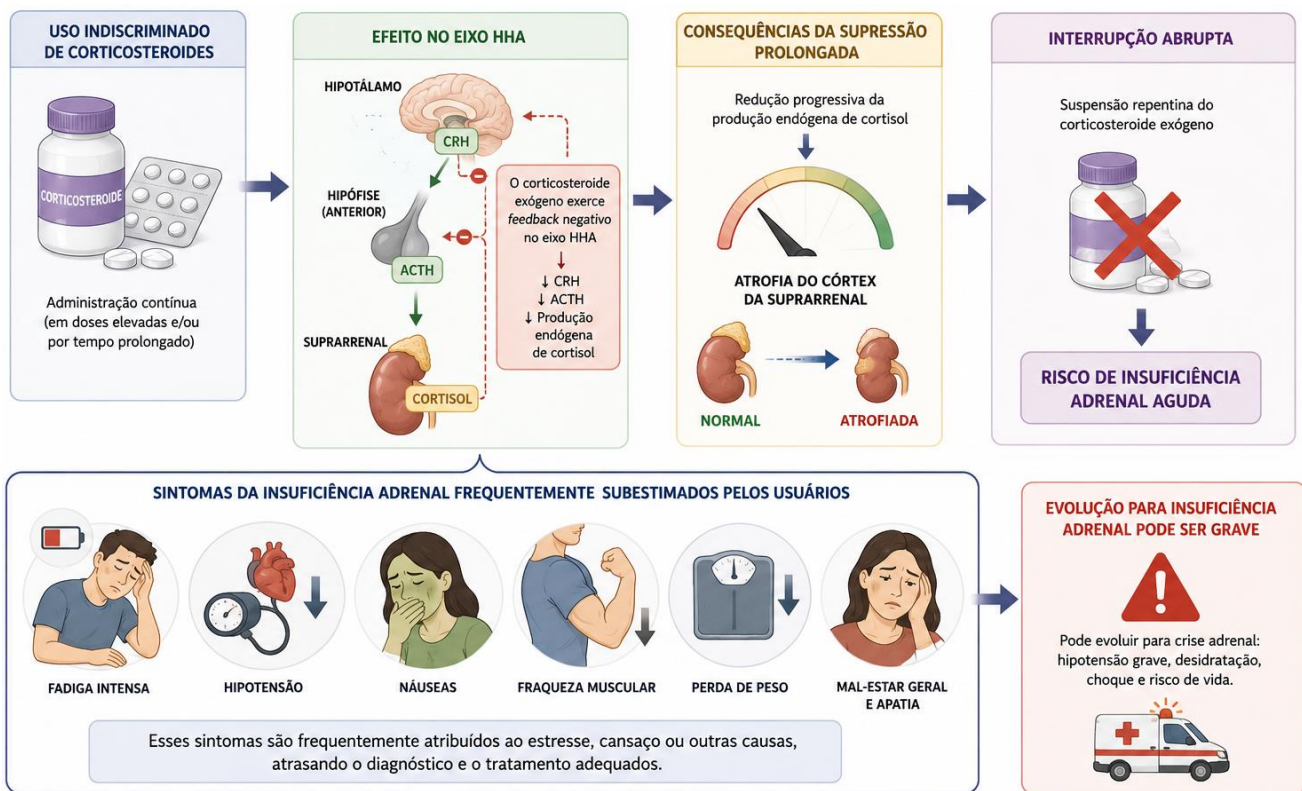 USO INDISCRIMINADO
DE CORTICOSTEROIDES
CORTICOSTEROIDE
Administração contínua
(em doses elevadas e/ou
por tempo prolongado)
EFEITO NO EIXO HHA
HIPOTÁLAMO
CRH
HIPÓFISE
(ANTERIOR)
ACTH
SUPRARRENAL
CORTISOL
O corticosteroide
exógeno exerce
feedback negativo
no eixo HHA
↓ CRH
↓ ACTH
↓ Produção
endógena
de cortisol
CONSEQUÊNCIAS DA SUPRESSÃO
PROLONGADA
Redução progressiva da
produção endógena de cortisol
ATROFIA DO CÓRTEX
DA SUPRARRENAL
NORMAL
ATROFIADA
INTERRUPÇÃO ABRUPTA
Suspensão repentina do
corticosteroide exógeno
RISCO DE INSUFICIÊNCIA
ADRENAL AGUDA
SINTOMAS DA INSUFICIÊNCIA ADRENAL FREQUENTEMENTE SUBESTIMADOS PELOS USUÁRIOS
FADIGA INTENSA
HIPOTENSÃO
NÁUSEAS
FRAQUEZA MUSCULAR
PERDA DE PESO
MAL-ESTAR GERAL
E APATIA
Esses sintomas são frequentemente atribuídos ao estresse, cansaço ou outras causas,
atrasando o diagnóstico e o tratamento adequados.
EVOLUÇÃO PARA INSUFICIÊNCIA
ADRENAL PODE SER GRAVE
Pode evoluir para crise adrenal:
hipotensão grave, desidratação,
choque e risco de vida.